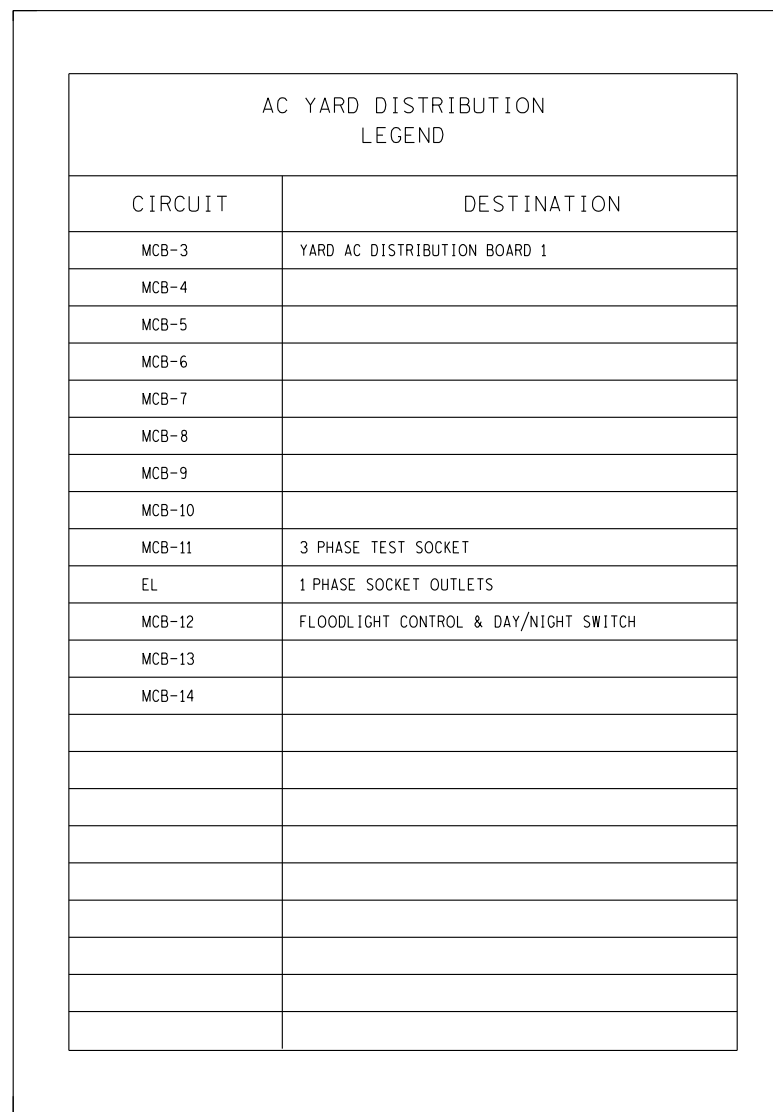 AC YARD DISTRIBUTION
LEGEND
CIRCUIT DESTINATION
MCB-3 YARD AC DISTRIBUTION BOARD 1
MCB-4
MCB-5
MCB-6
MCB-7
MCB-8
MCB-9
MCB-10
MCB-11 3 PHASE TEST SOCKET
EL 1 PHASE SOCKET OUTLETS
MCB-12 FLOODLIGHT CONTROL & DAY/NIGHT SWITCH
MCB-13
MCB-14